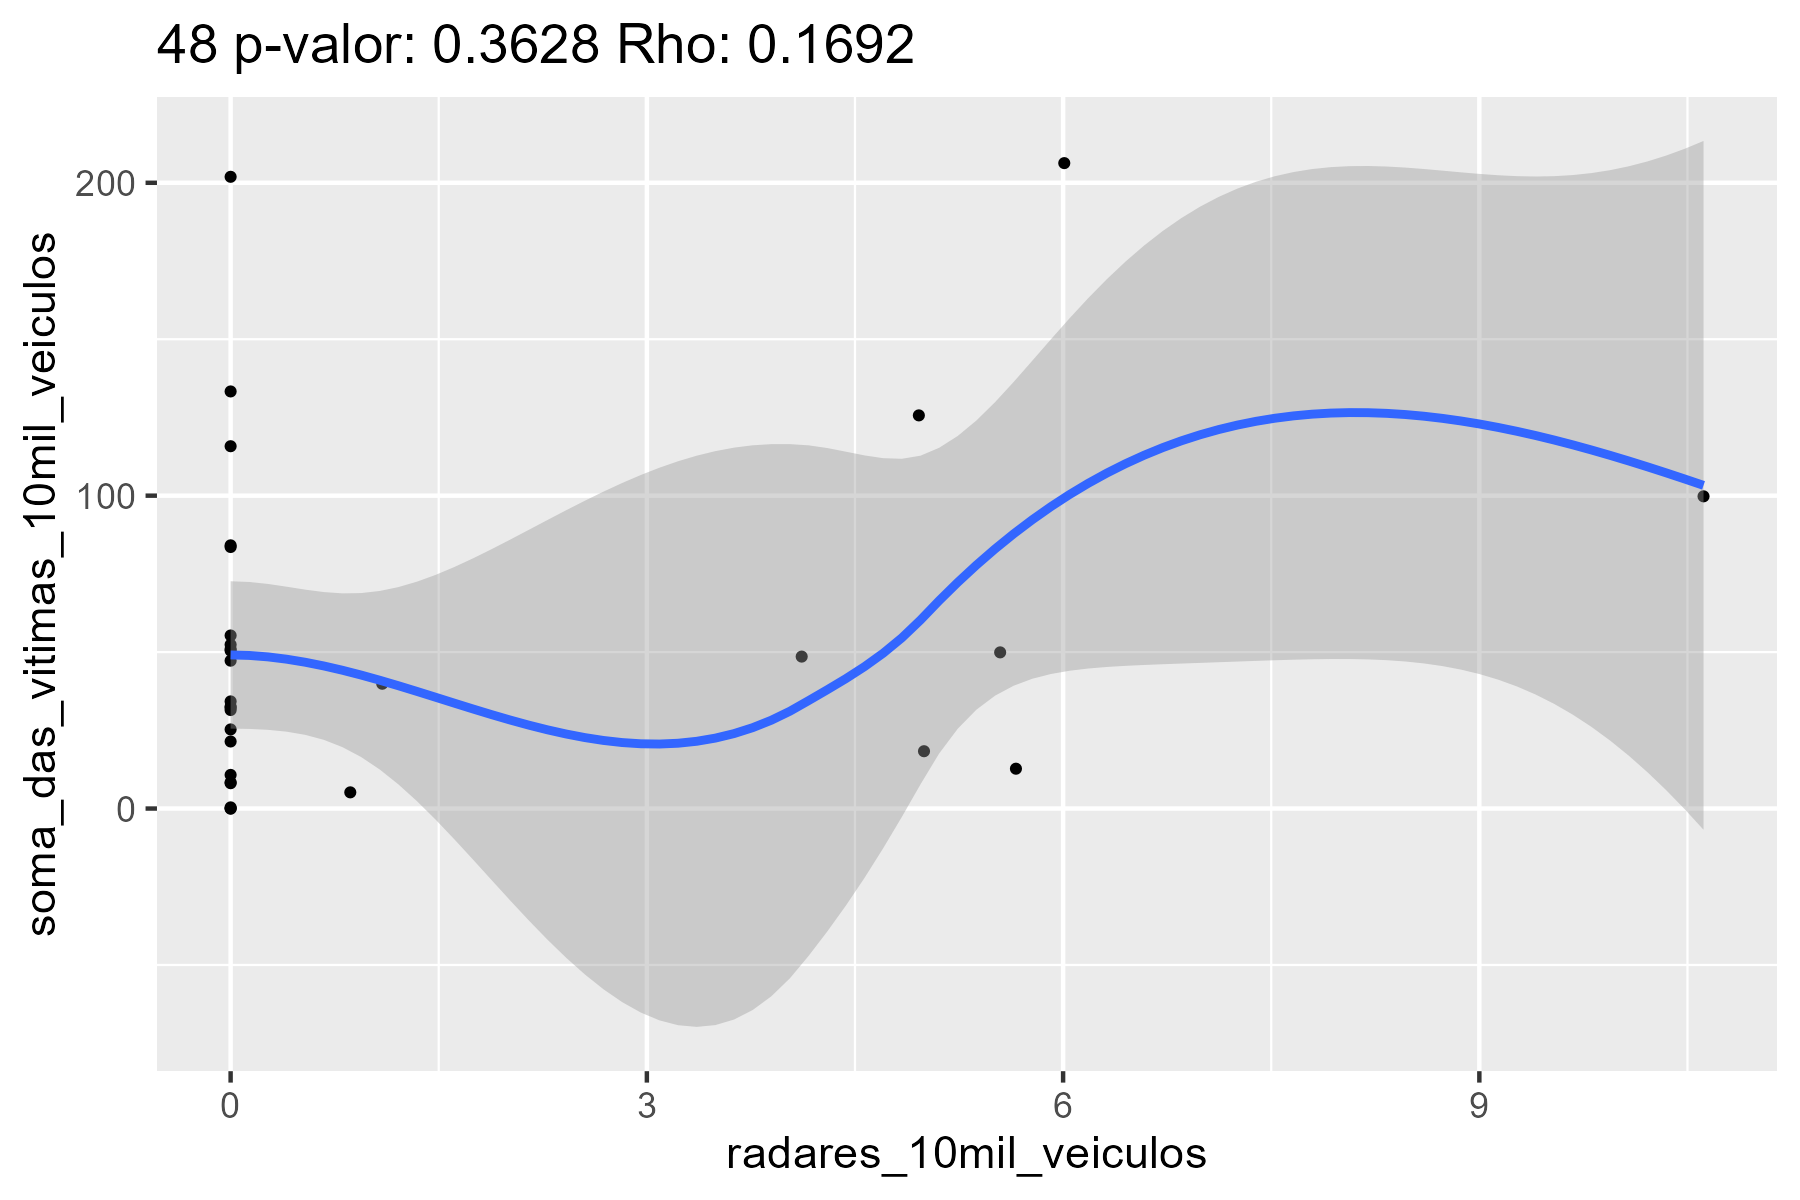 48 p-valor: 0.3628 Rho: 0.1692
soma_das_vitimas_10mil_veiculos
200
100
0
0 3 6 9
radares_10mil_veiculos